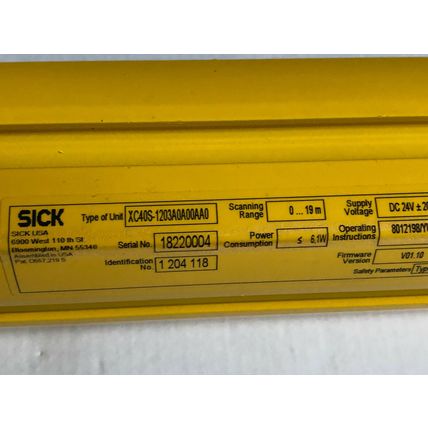 SICK
SICK USA
6900 West 110 th St
Bloomington, MN 55348
Assembled in USA
Type of Unit XC40S-1203A0A00AA0
Serial No. 18220004
Identification No. 1 204 118
Scanning Range 0 ... 19 m
Power Consumption ≤ 6,1W
Supply Voltage DC 24V ± 20
Operating Instructions 8012198/Y
Firmware Version V01.10
Safety Parameters Type